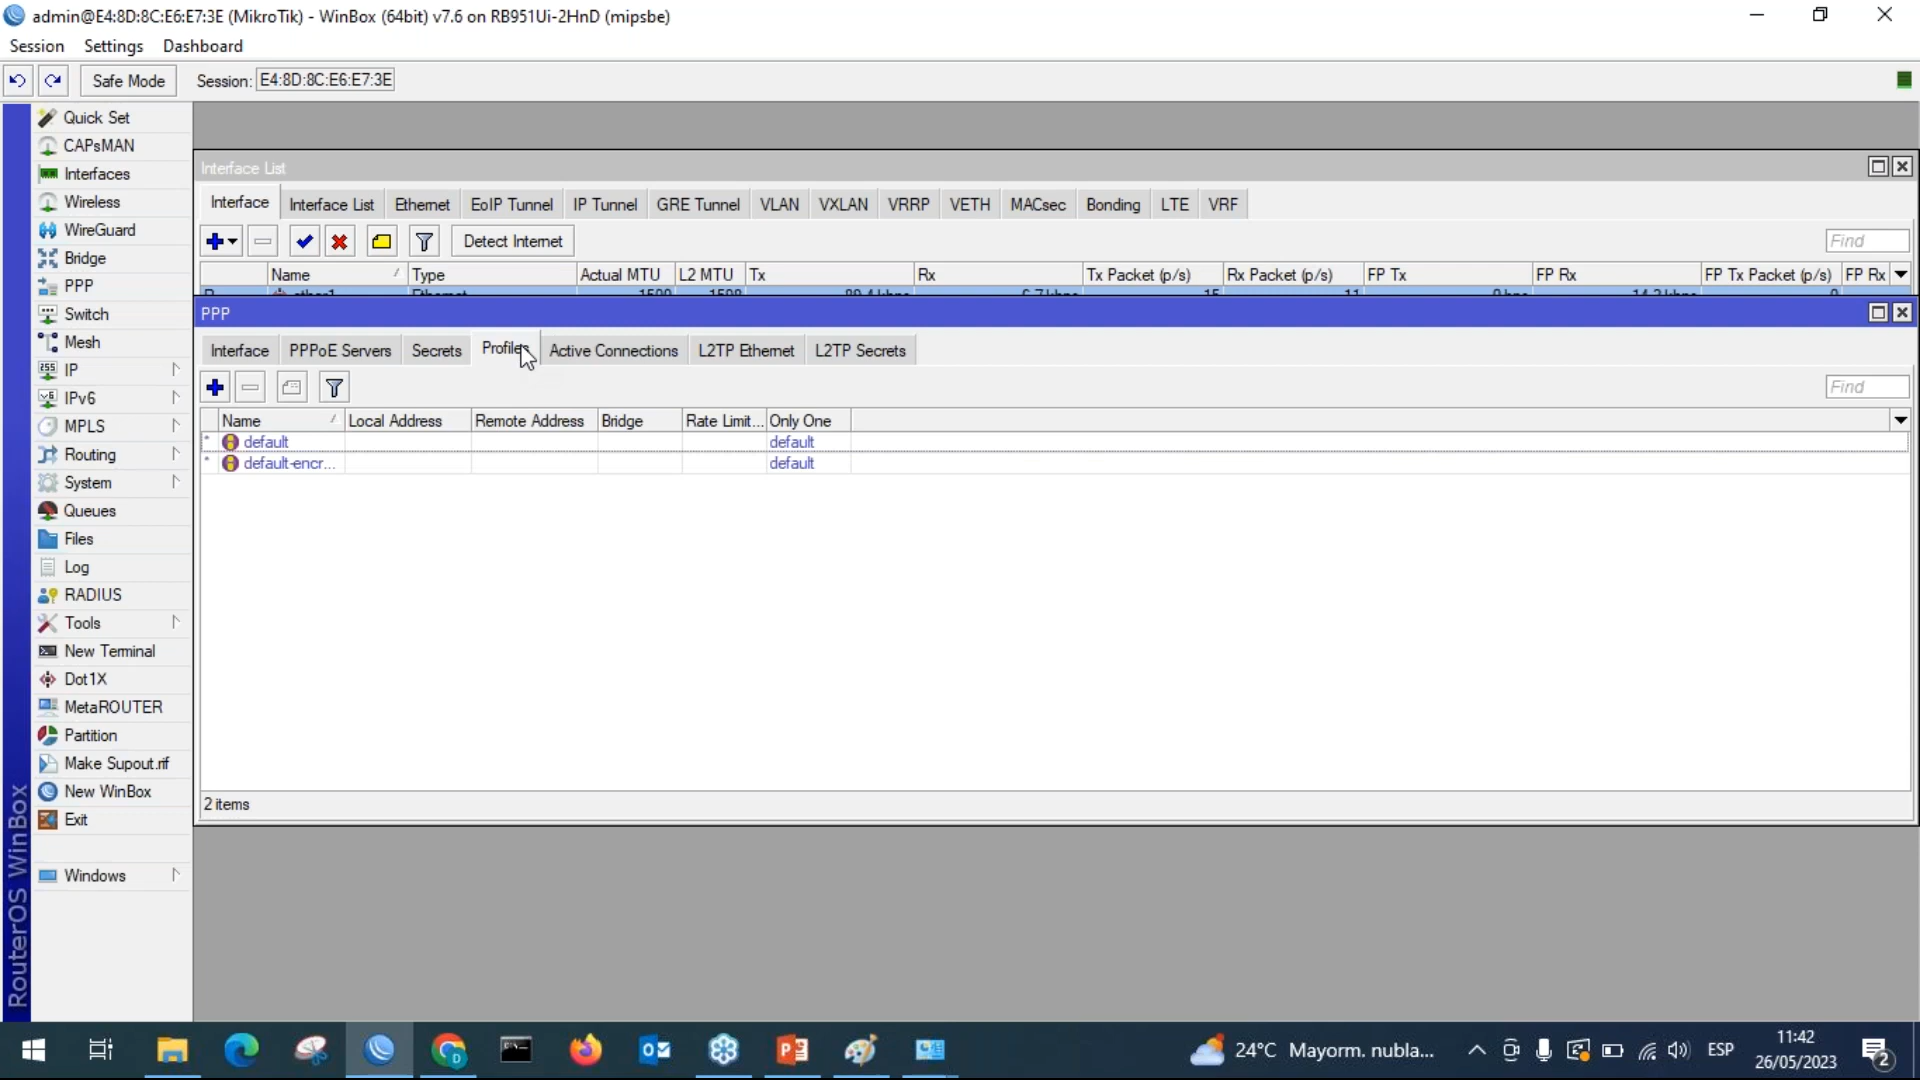 admin@E4:8D:8C:E6:E7:3E (MikroTik) - WinBox (64bit) v7.6 on RB951Ui-2HnD (mipsbe)
Session Settings Dashboard
Safe Mode Session: E4:8D:8C:E6:E7:3E
Quick Set
CAPsMAN
Interfaces
Wireless
WireGuard
Bridge
PPP
Switch
Mesh
IP
IPv6
MPLS
Routing
System
Queues
Files
Log
RADIUS
Tools
New Terminal
Dot1X
MetaROUTER
Partition
Make Supout.rif
New WinBox
Exit
Windows
RouterOS WinBox
Interface List
Interface Interface List Ethernet EoIP Tunnel IP Tunnel GRE Tunnel VLAN VXLAN VRRP VETH MACsec Bonding LTE VRF
Detect Internet Find
Name Type Actual MTU L2 MTU Tx Rx Tx Packet (p/s) Rx Packet (p/s) FP Tx FP Rx FP Tx Packet (p/s) FP Rx
PPP
Interface PPPoE Servers Secrets Profiles Active Connections L2TP Ethernet L2TP Secrets
Find
Name Local Address Remote Address Bridge Rate Limit... Only One
* default default
* default-encr... default
2 items
24°C Mayorm. nubla... ESP 11:42
26/05/2023
2